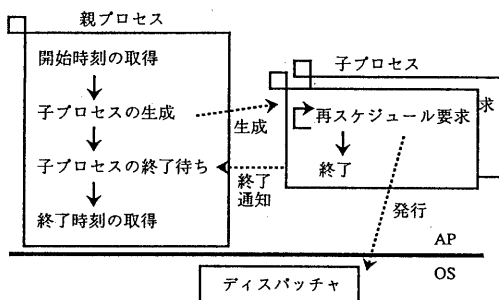 親プロセス
開始時刻の取得
子プロセスの生成
子プロセスの終了待ち
終了時刻の取得
生成
終了
通知
子プロセス
求
再スケジュール要求
終了
発行
AP
OS
ディスパッチャ